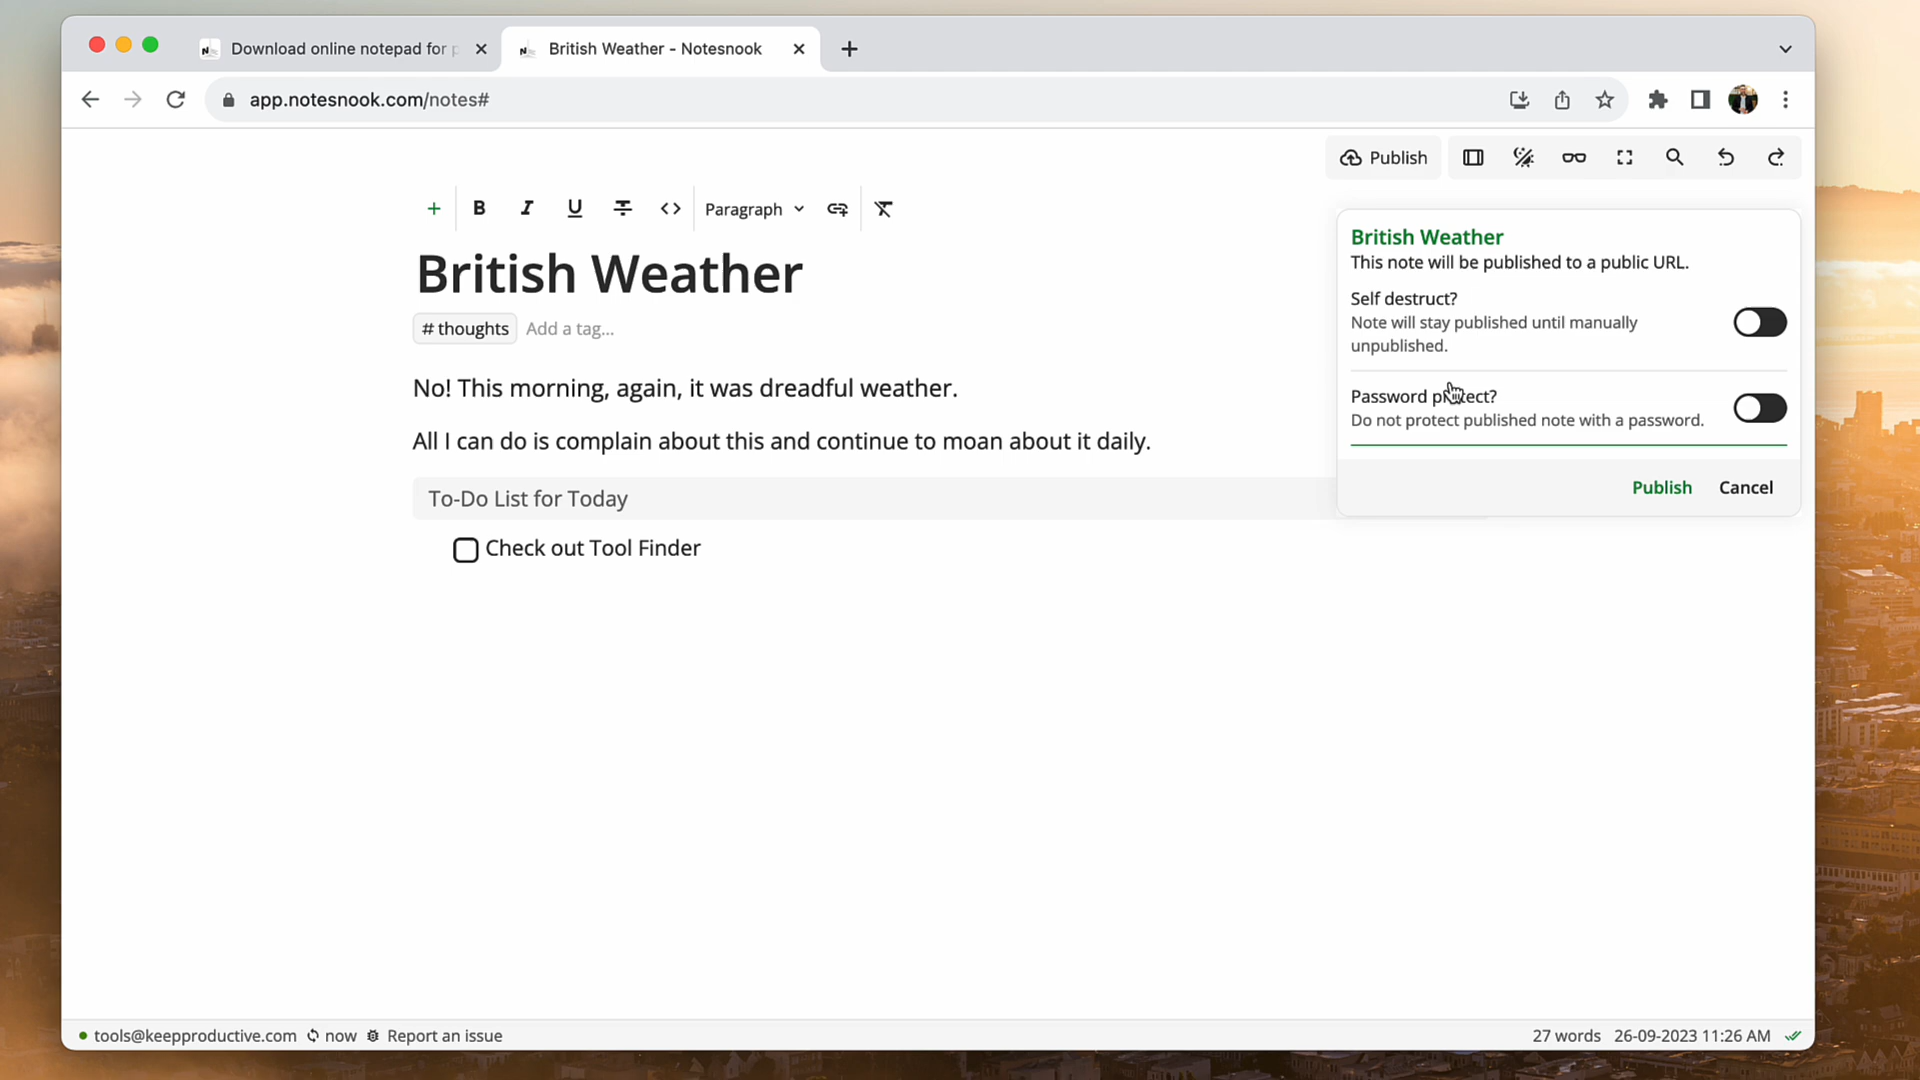 Download online notepad for p
British Weather - Notesnook
app.notesnook.com/notes#
Publish
B I U
Paragraph
British Weather
# thoughts Add a tag...
No! This morning, again, it was dreadful weather.
All I can do is complain about this and continue to moan about it daily.
To-Do List for Today
Check out Tool Finder
British Weather
This note will be published to a public URL.
Self destruct?
Note will stay published until manually
unpublished.
Password protect?
Do not protect published note with a password.
Publish Cancel
tools@keepproductive.com now Report an issue
27 words 26-09-2023 11:26 AM